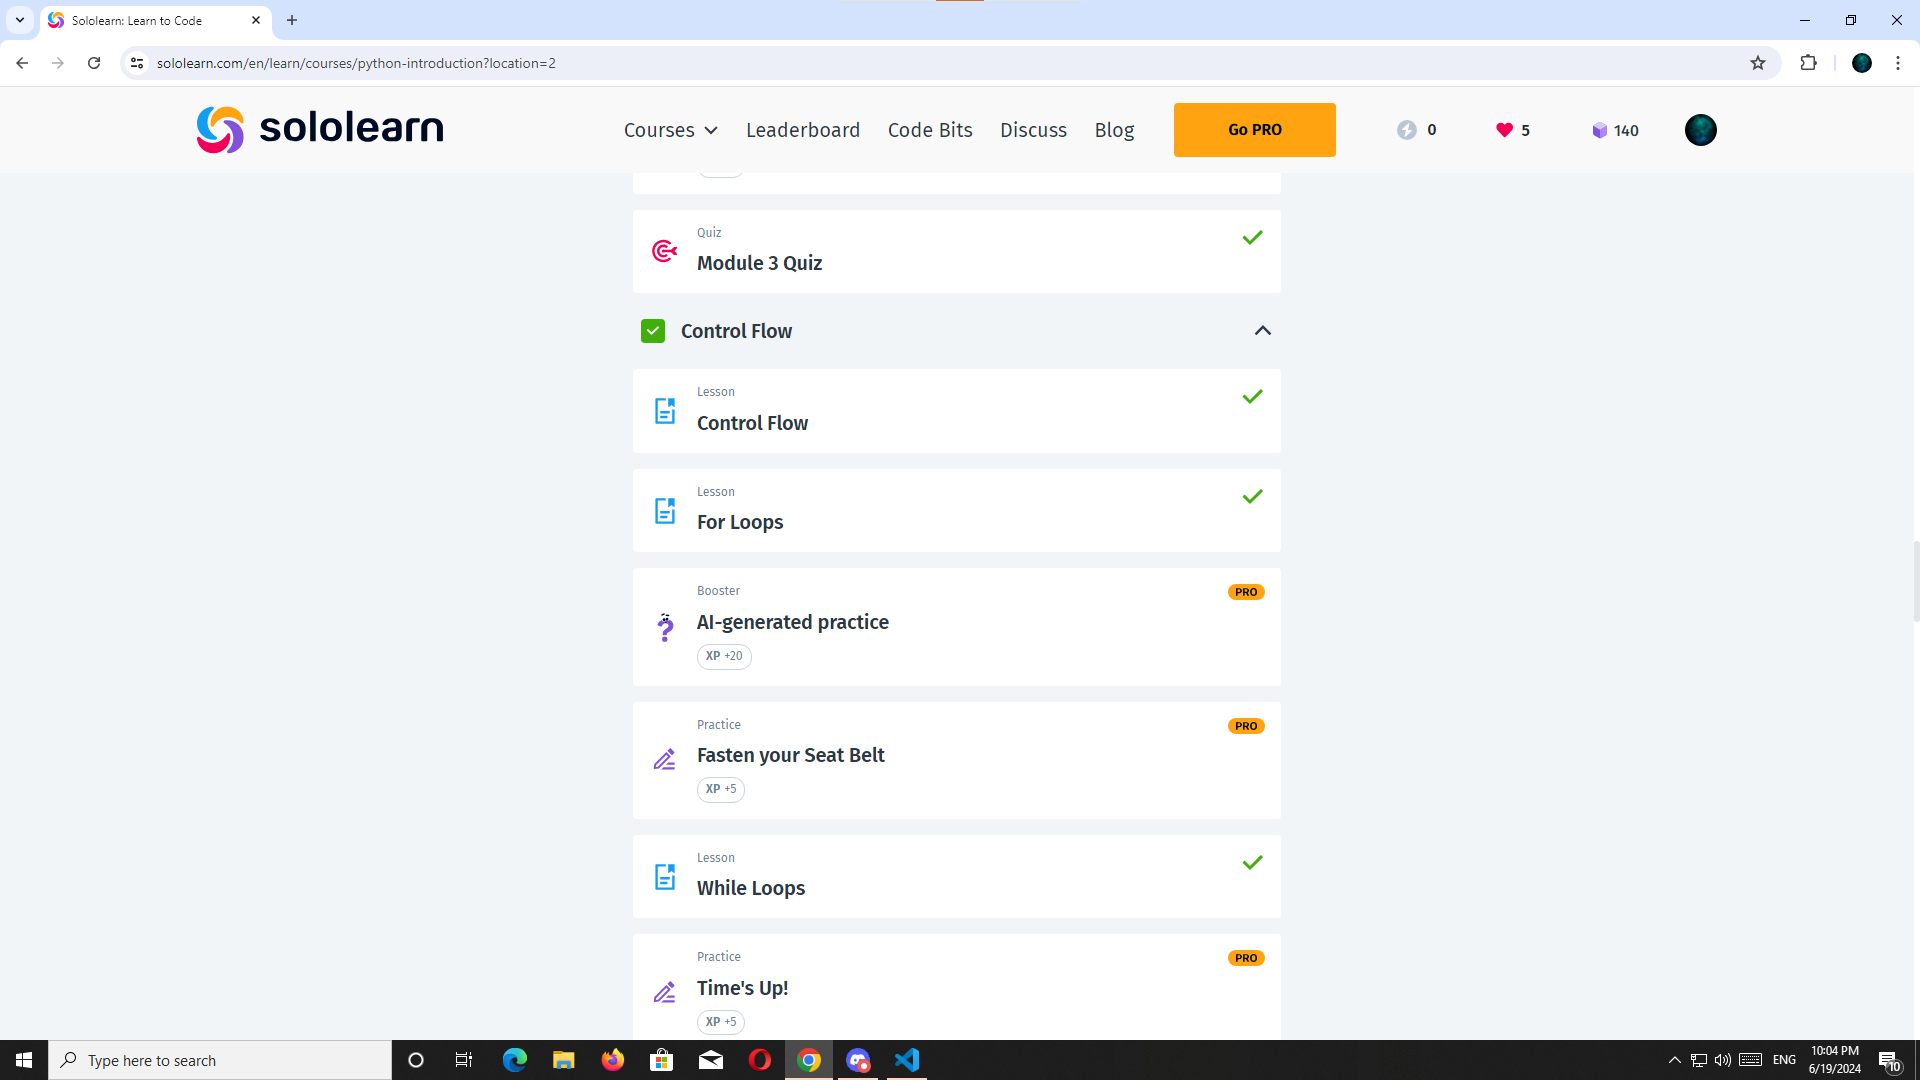 Sololearn: Learn to Code
sololearn.com/en/learn/courses/python-introduction?location=2
sololearn
Courses
Leaderboard
Code Bits
Discuss
Blog
Go PRO
0
5
140
Quiz
Module 3 Quiz
Control Flow
Lesson
Control Flow
Lesson
For Loops
Booster
PRO
AI-generated practice
XP +20
Practice
PRO
Fasten your Seat Belt
XP +5
Lesson
While Loops
Practice
PRO
Time's Up!
XP +5
Type here to search
ENG
10:04 PM
6/19/2024
10